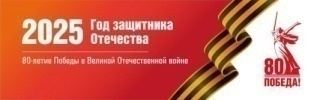 2025 Год защитника
Отечества
80-летие Победы в Великой Отечественной войне
80
ПОБЕДА!